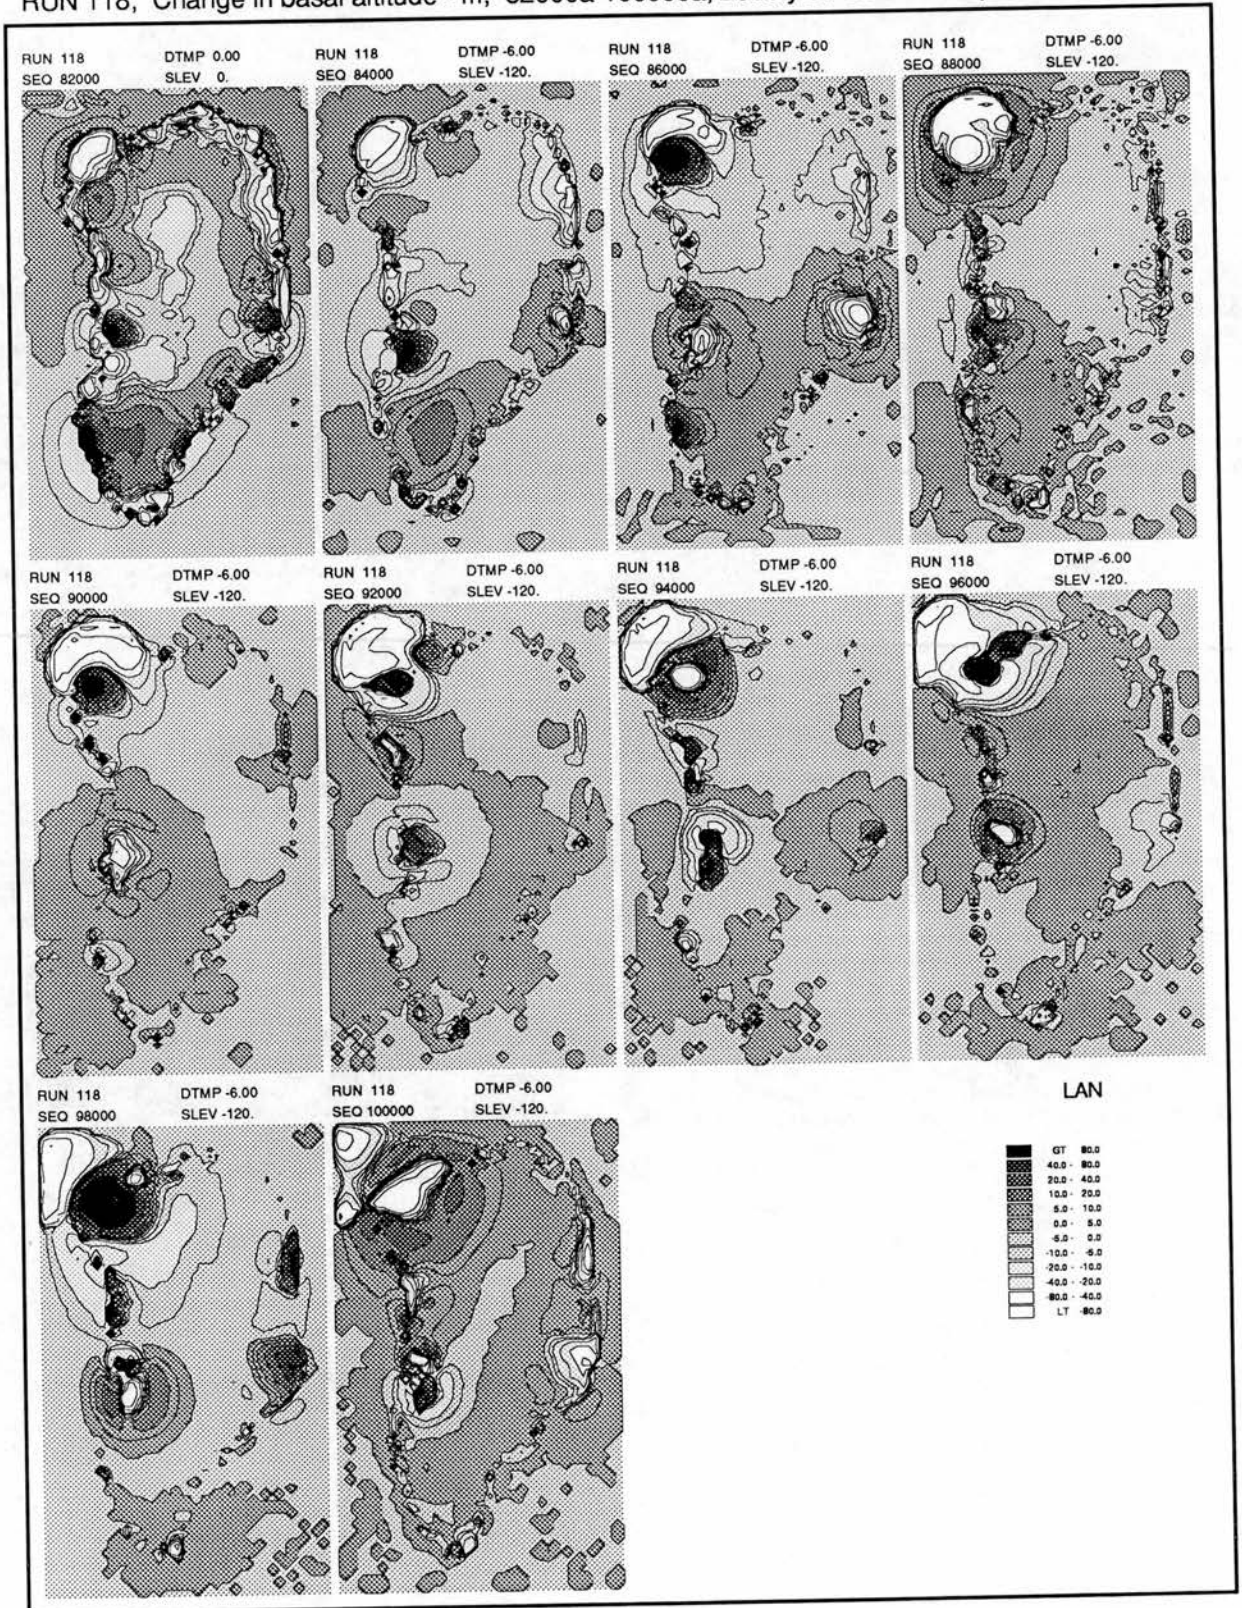 RUN 118, Change in basal altitude - m,
RUN 118 DTMP 0.00
SEQ 82000 SLEV 0.
RUN 118 DTMP -6.00
SEQ 84000 SLEV -120.
RUN 118 DTMP -6.00
SEQ 86000 SLEV -120.
RUN 118 DTMP -6.00
SEQ 88000 SLEV -120.
RUN 118 DTMP -6.00
SEQ 90000 SLEV -120.
RUN 118 DTMP -6.00
SEQ 92000 SLEV -120.
RUN 118 DTMP -6.00
SEQ 94000 SLEV -120.
RUN 118 DTMP -6.00
SEQ 96000 SLEV -120.
RUN 118 DTMP -6.00
SEQ 98000 SLEV -120.
RUN 118 DTMP -6.00
SEQ 100000 SLEV -120.
LAN
GT 80.0
40.0 - 80.0
20.0 - 40.0
10.0 - 20.0
5.0 - 10.0
0.0 - 5.0
-5.0 - 0.0
-10.0 - -5.0
-20.0 - -10.0
-40.0 - -20.0
-80.0 - -40.0
LT -80.0